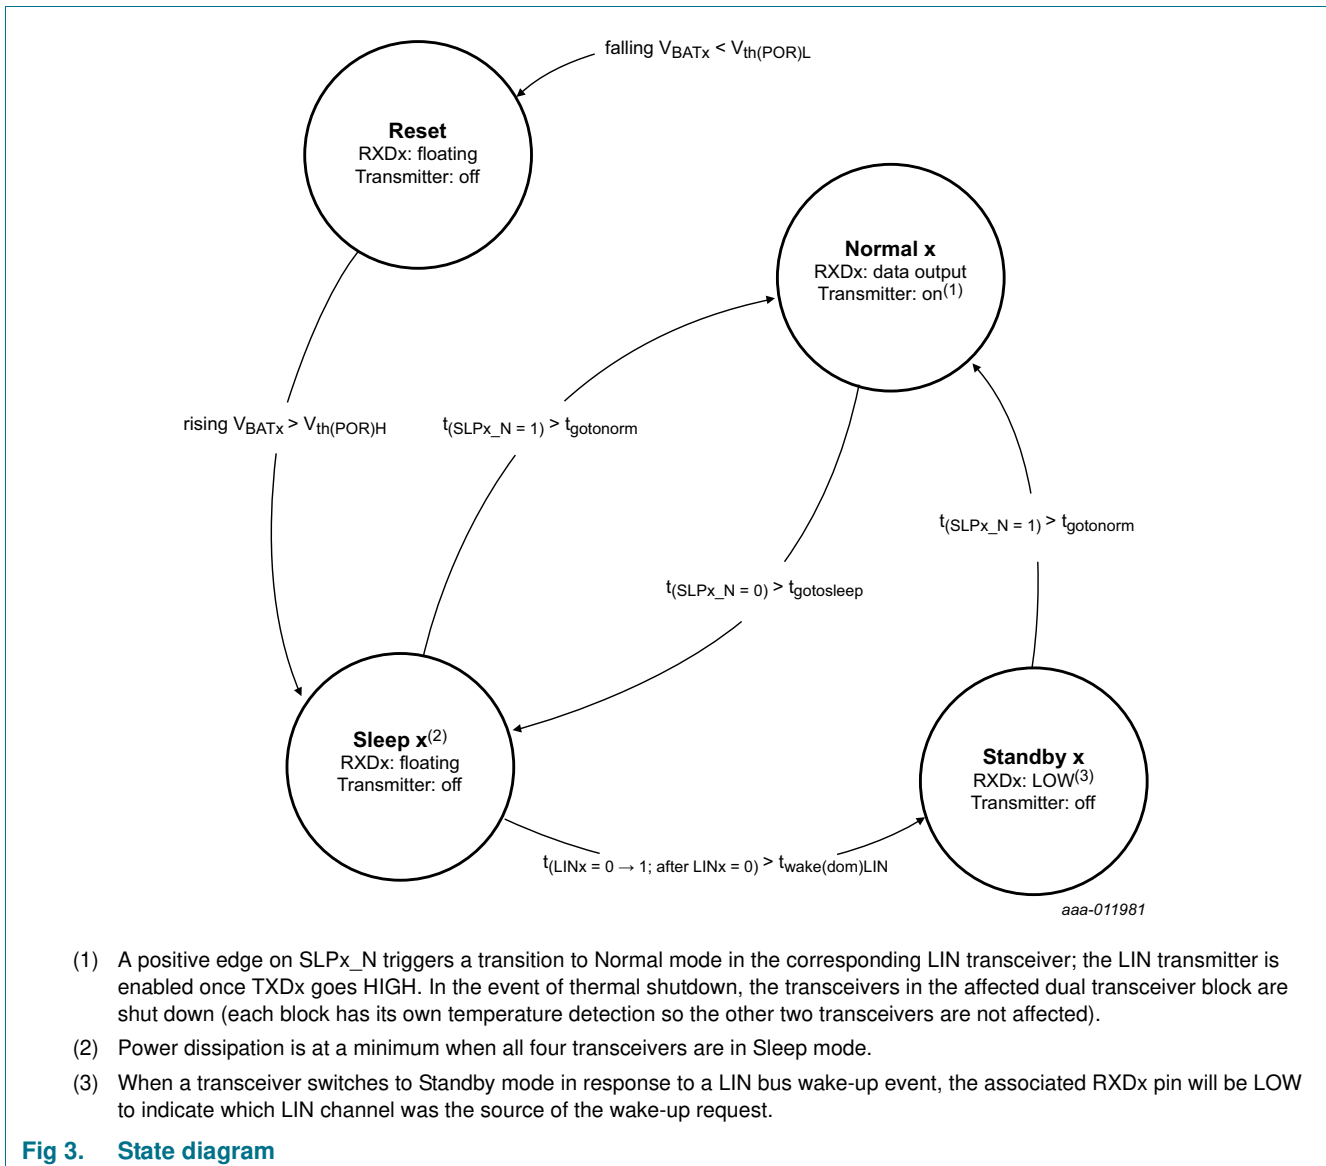 falling VBATx < Vth(POR)L
Reset
RXDx: floating
Transmitter: off
Normal x
RXDx: data output
Transmitter: on(1)
rising VBATx > Vth(POR)H
t(SLPx_N = 1) > tgotonorm
t(SLPx_N = 1) > tgotonorm
t(SLPx_N = 0) > tgotosleep
Sleep x(2)
RXDx: floating
Transmitter: off
Standby x
RXDx: LOW(3)
Transmitter: off
t(LINx = 0 → 1; after LINx = 0) > twake(dom)LIN
aaa-011981
(1) A positive edge on SLPx_N triggers a transition to Normal mode in the corresponding LIN transceiver; the LIN transmitter is
enabled once TXDx goes HIGH. In the event of thermal shutdown, the transceivers in the affected dual transceiver block are
shut down (each block has its own temperature detection so the other two transceivers are not affected).
(2) Power dissipation is at a minimum when all four transceivers are in Sleep mode.
(3) When a transceiver switches to Standby mode in response to a LIN bus wake-up event, the associated RXDx pin will be LOW
to indicate which LIN channel was the source of the wake-up request.
Fig 3. State diagram